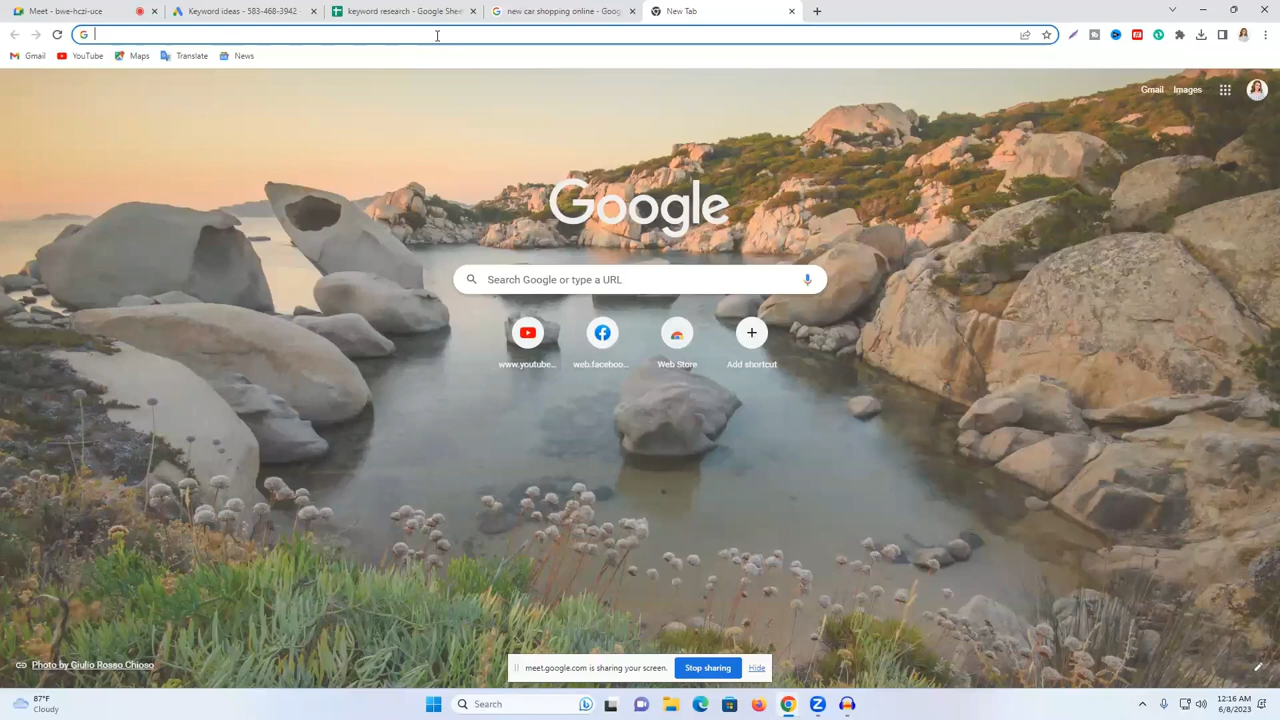 Meet - bwe-hczi-uce
Keyword ideas - 583-468-3942 -
keyword research - Google Shee
new car shopping online - Goog
New Tab
Gmail
YouTube
Maps
Translate
News
Gmail
Images
Google
Search Google or type a URL
www.youtube...
web.faceboo...
Web Store
Add shortcut
Photo by Giulio Rosso Chioso
meet.google.com is sharing your screen.
Stop sharing
Hide
87°F
Cloudy
Search
12:16 AM
6/8/2023